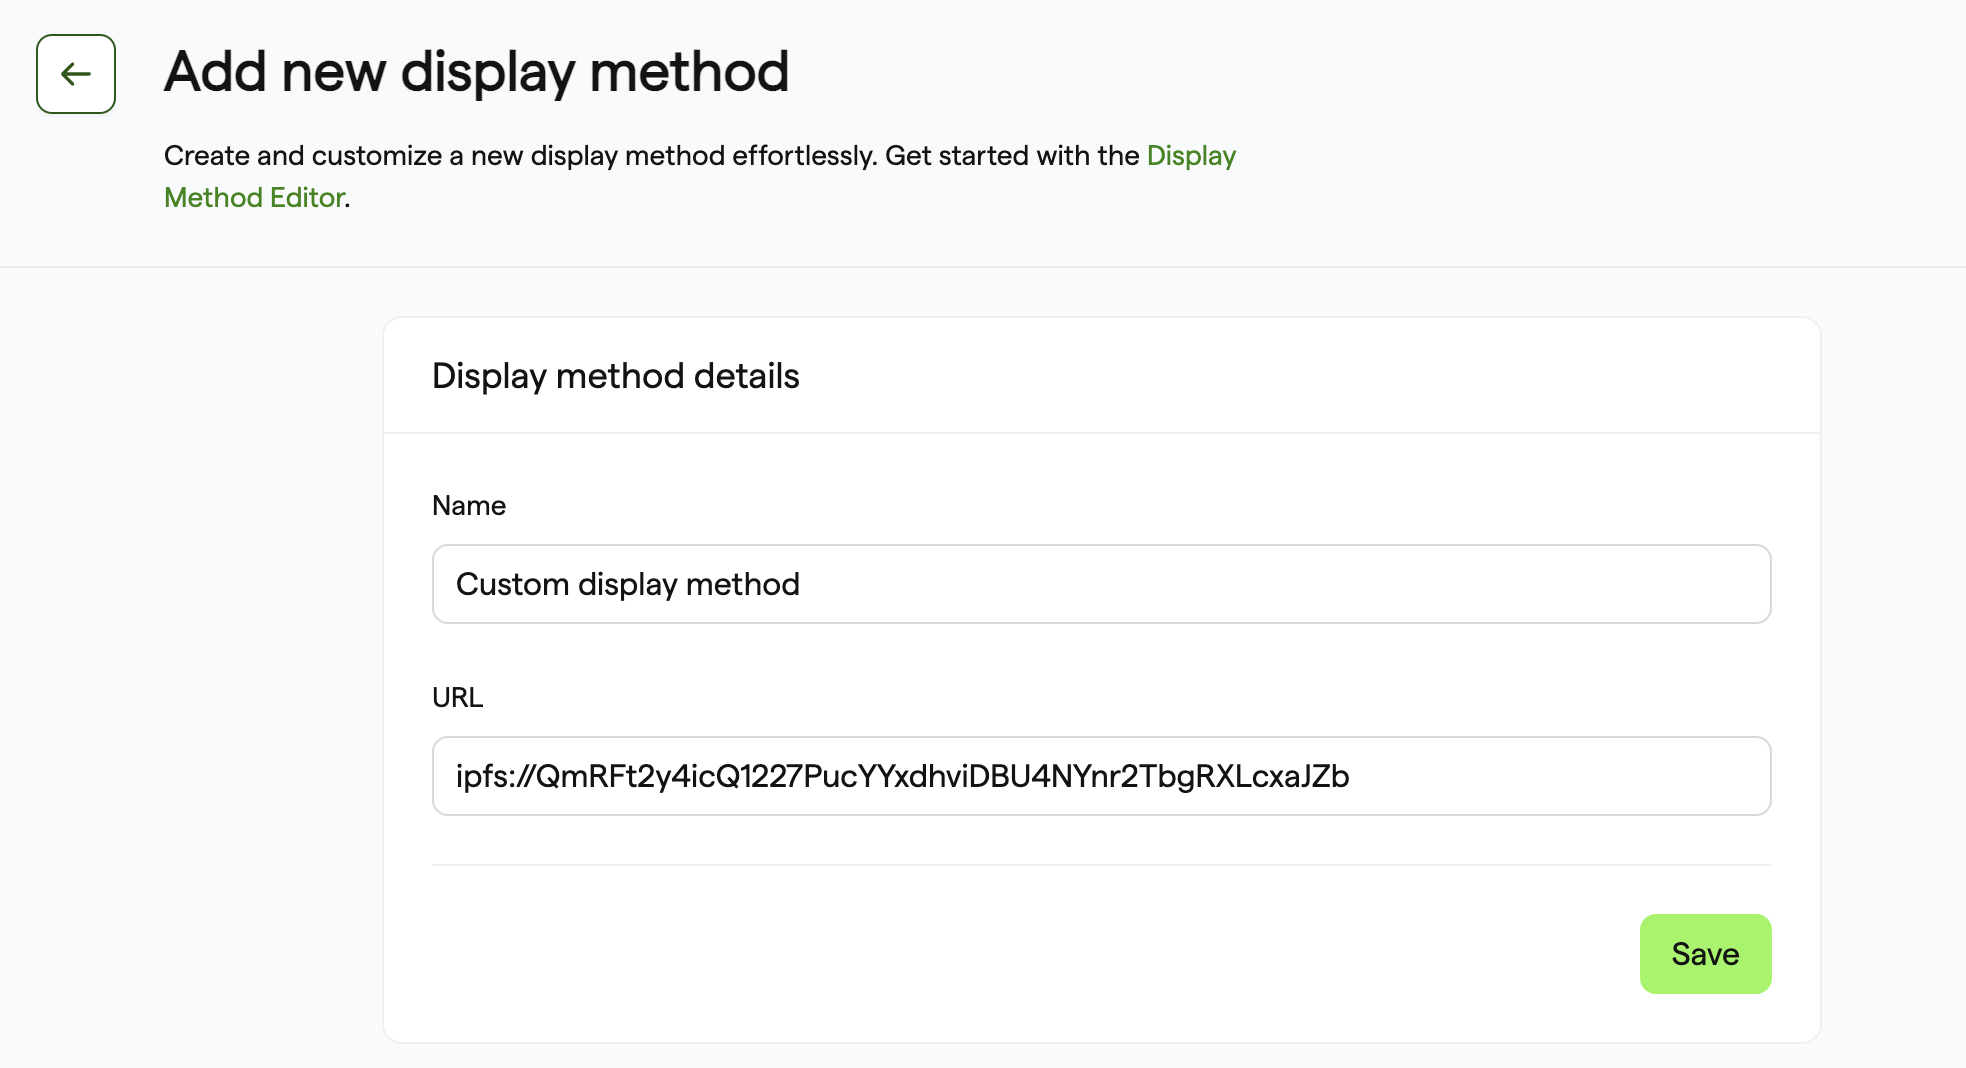 Add new display method
Create and customize a new display method effortlessly. Get started with the Display
Method Editor.
Display method details
Name
Custom display method
URL
ipfs://QmRFt2y4icQ1227PucYYxdhviDBU4NYnr2TbgRXLcxaJZb
Save